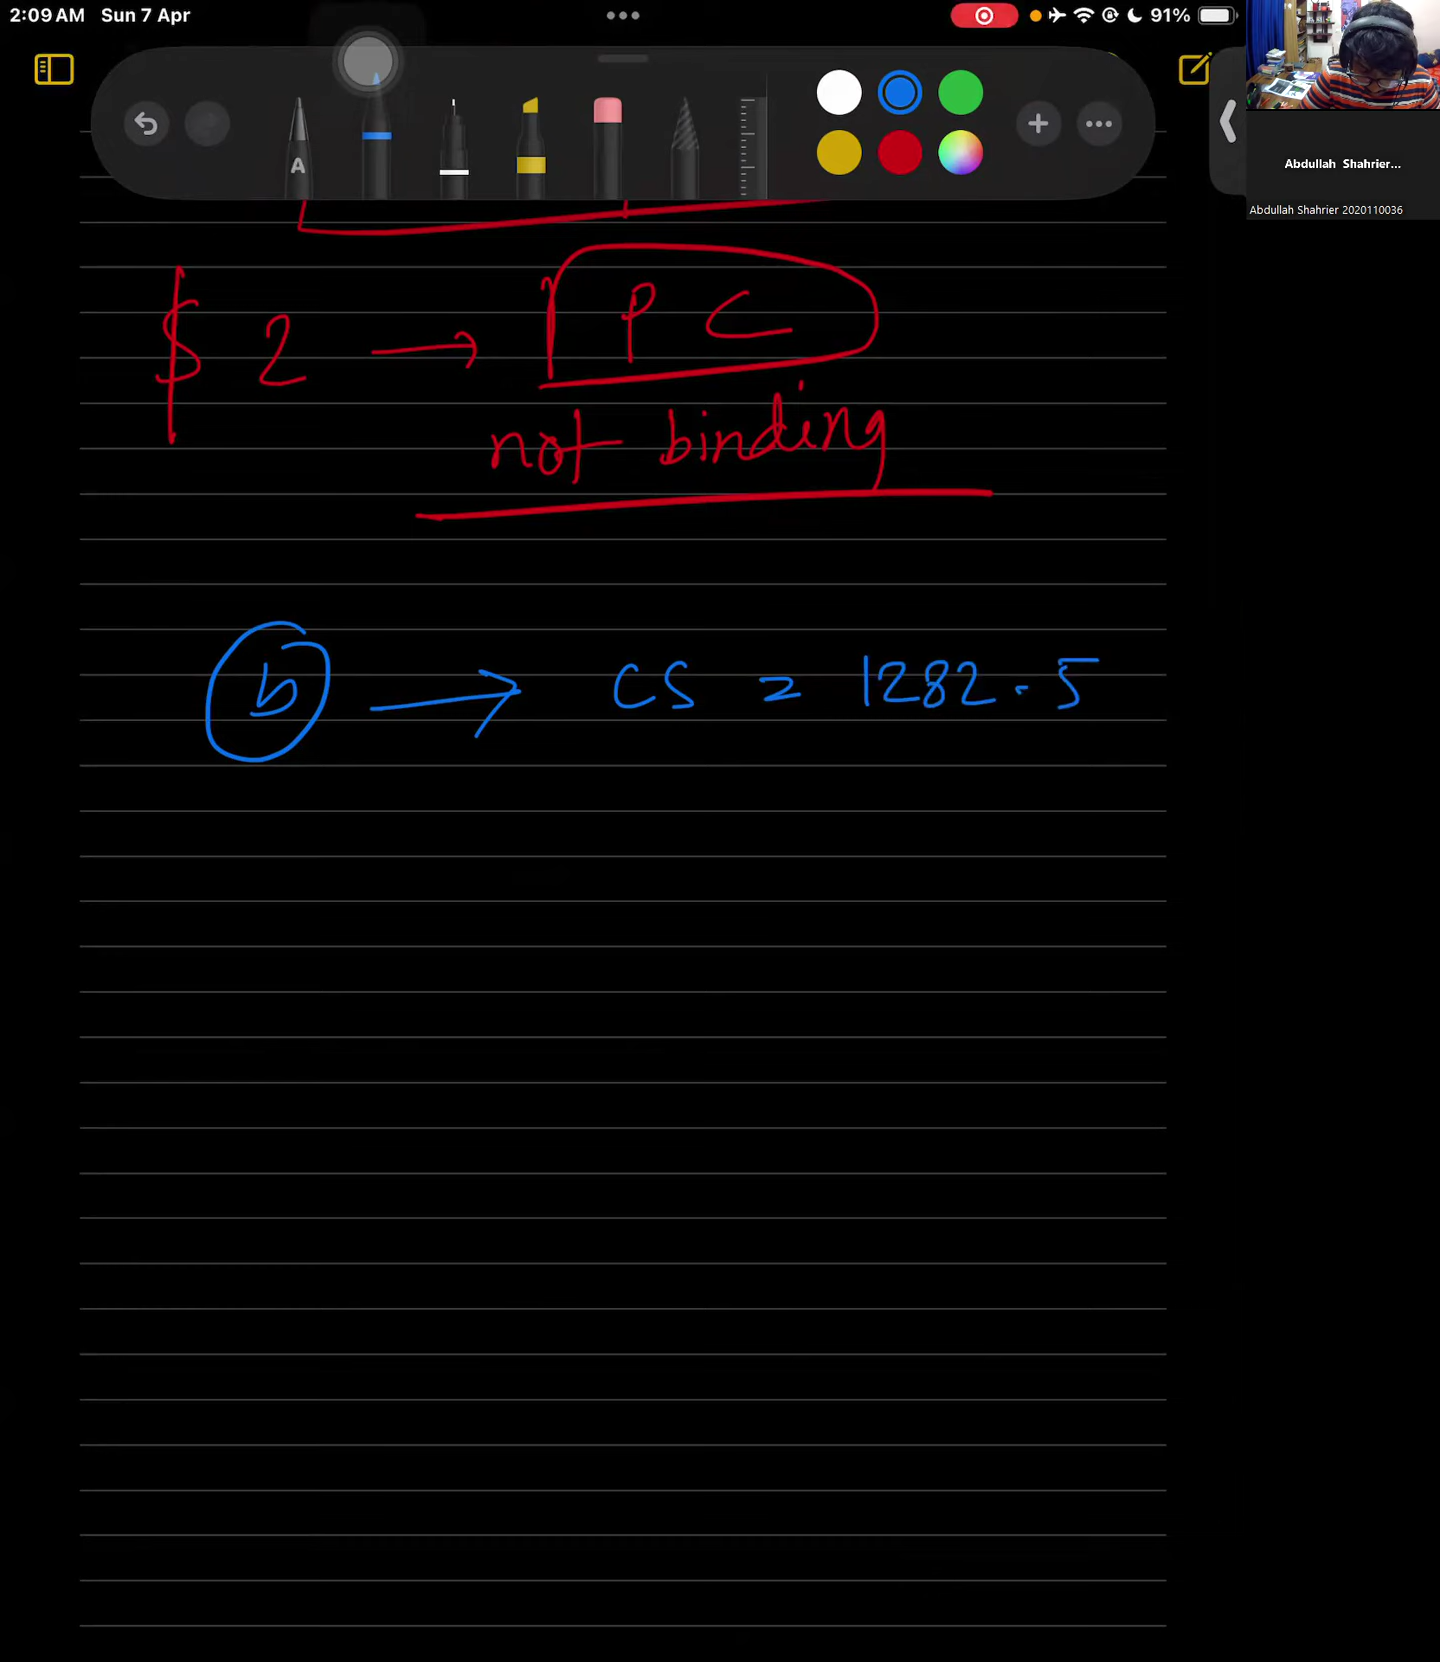 2:09 AM Sun 7 Apr
91%
A
Abdullah Shahrier...
Abdullah Shahrier 2020110036
$ 2 → PC
not binding
b → CS = 1282.5